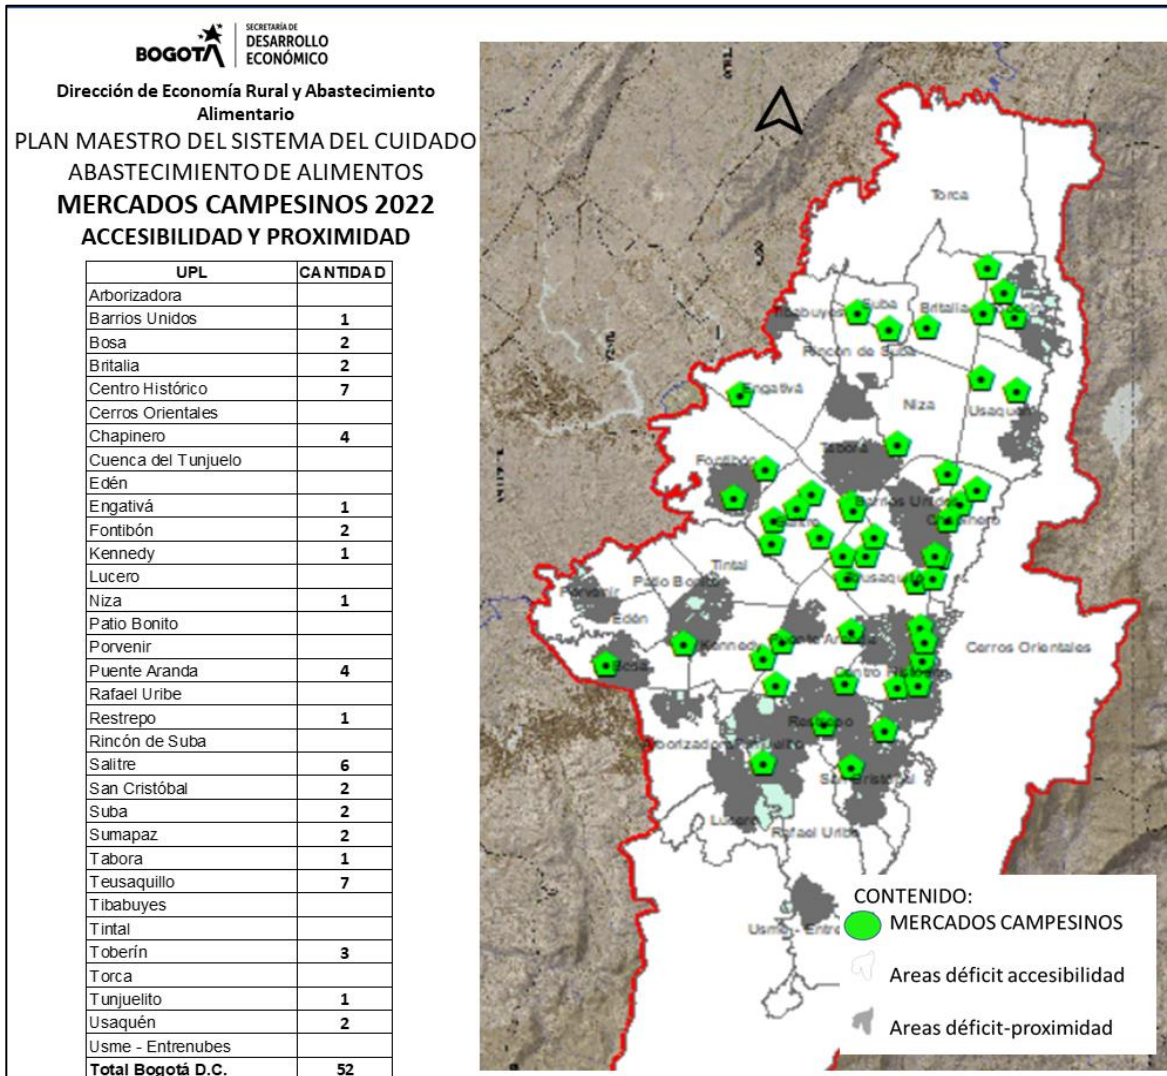 BOGOTÁ
SECRETARÍA DE
DESARROLLO
ECONÓMICO
Dirección de Economía Rural y Abastecimiento
Alimentario
PLAN MAESTRO DEL SISTEMA DEL CUIDADO
ABASTECIMIENTO DE ALIMENTOS
MERCADOS CAMPESINOS 2022
ACCESIBILIDAD Y PROXIMIDAD
UPL CANTIDAD
Arborizadora
Barrios Unidos 1
Bosa 2
Britalia 2
Centro Histórico 7
Cerros Orientales
Chapinero 4
Cuenca del Tunjuelo
Edén
Engativá 1
Fontibón 2
Kennedy 1
Lucero
Niza 1
Patio Bonito
Porvenir
Puente Aranda 4
Rafael Uribe
Restrepo 1
Rincón de Suba
Salitre 6
San Cristóbal 2
Suba 2
Sumapaz 2
Tabora 1
Teusaquillo 7
Tibabuyes
Tintal
Toberín 3
Torca
Tunjuelito 1
Usaquén 2
Usme - Entrenubes
Total Bogotá D.C. 52
Torca
Suba
Britalia
Tibabuyes
Rincón de Suba
Engativá
Niza
Usaquén
Tabora
Fontibón
Barrios Unidos
Chapinero
Salitre
Tintal
Teusaquillo
Patio Bonito
Porvenir
Edén
Kennedy
Puente Aranda
Cerros Orientales
Bosa
Centro Histórico
Restrepo
Arborizadora
Tunjuelito
San Cristóbal
Lucero
Rafael Uribe
Usme - Entre
CONTENIDO:
MERCADOS CAMPESINOS
Areas déficit accesibilidad
Areas déficit-proximidad